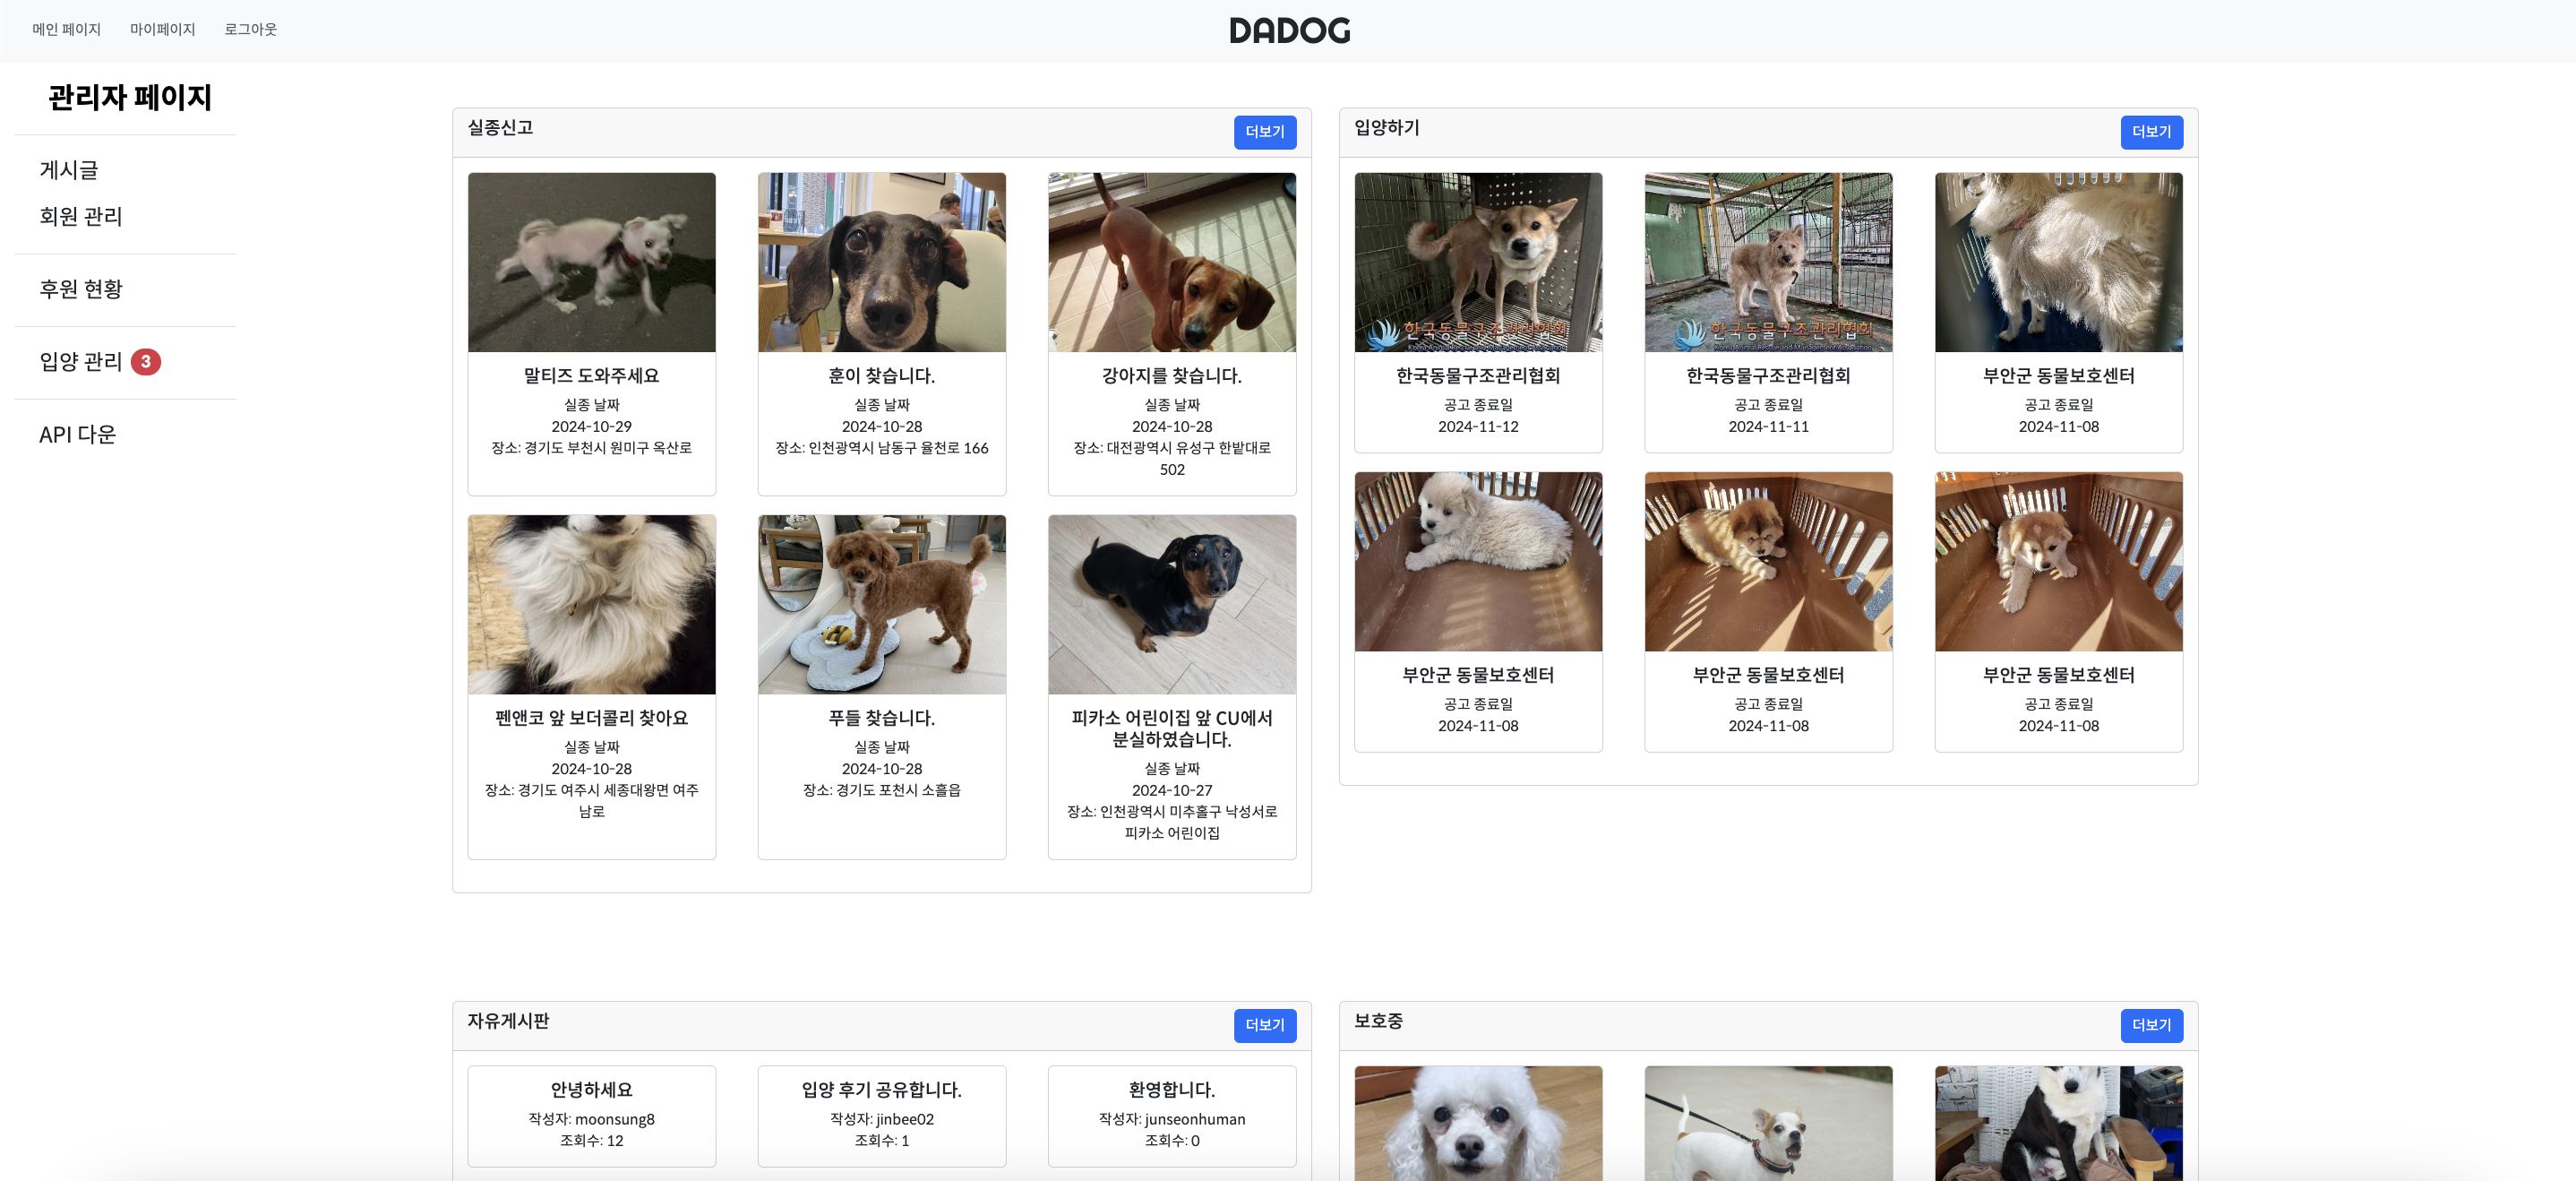 메인 페이지 마이페이지 로그아웃
DADOG
관리자 페이지
게시글
회원 관리
후원 현황
입양 관리 3
API 다운
실종신고 더보기
말티즈 도와주세요
실종 날짜
2024-10-29
장소: 경기도 부천시 원미구 옥산로
훈이 찾습니다.
실종 날짜
2024-10-28
장소: 인천광역시 남동구 율천로 166
강아지를 찾습니다.
실종 날짜
2024-10-28
장소: 대전광역시 유성구 한밭대로
502
펜앤코 앞 보더콜리 찾아요
실종 날짜
2024-10-28
장소: 경기도 여주시 세종대왕면 여주
남로
푸들 찾습니다.
실종 날짜
2024-10-28
장소: 경기도 포천시 소흘읍
피카소 어린이집 앞 CU에서
분실하였습니다.
실종 날짜
2024-10-27
장소: 인천광역시 미추홀구 낙성서로
피카소 어린이집
입양하기 더보기
한국동물구조관리협회
Korea Animal Rescue and Management Association
한국동물구조관리협회
공고 종료일
2024-11-12
한국동물구조관리협회
Korea Animal Rescue and Management Association
한국동물구조관리협회
공고 종료일
2024-11-11
부안군 동물보호센터
공고 종료일
2024-11-08
부안군 동물보호센터
공고 종료일
2024-11-08
부안군 동물보호센터
공고 종료일
2024-11-08
부안군 동물보호센터
공고 종료일
2024-11-08
자유게시판 더보기
안녕하세요
작성자: moonsung8
조회수: 12
입양 후기 공유합니다.
작성자: jinbee02
조회수: 1
환영합니다.
작성자: junseonhuman
조회수: 0
보호중 더보기